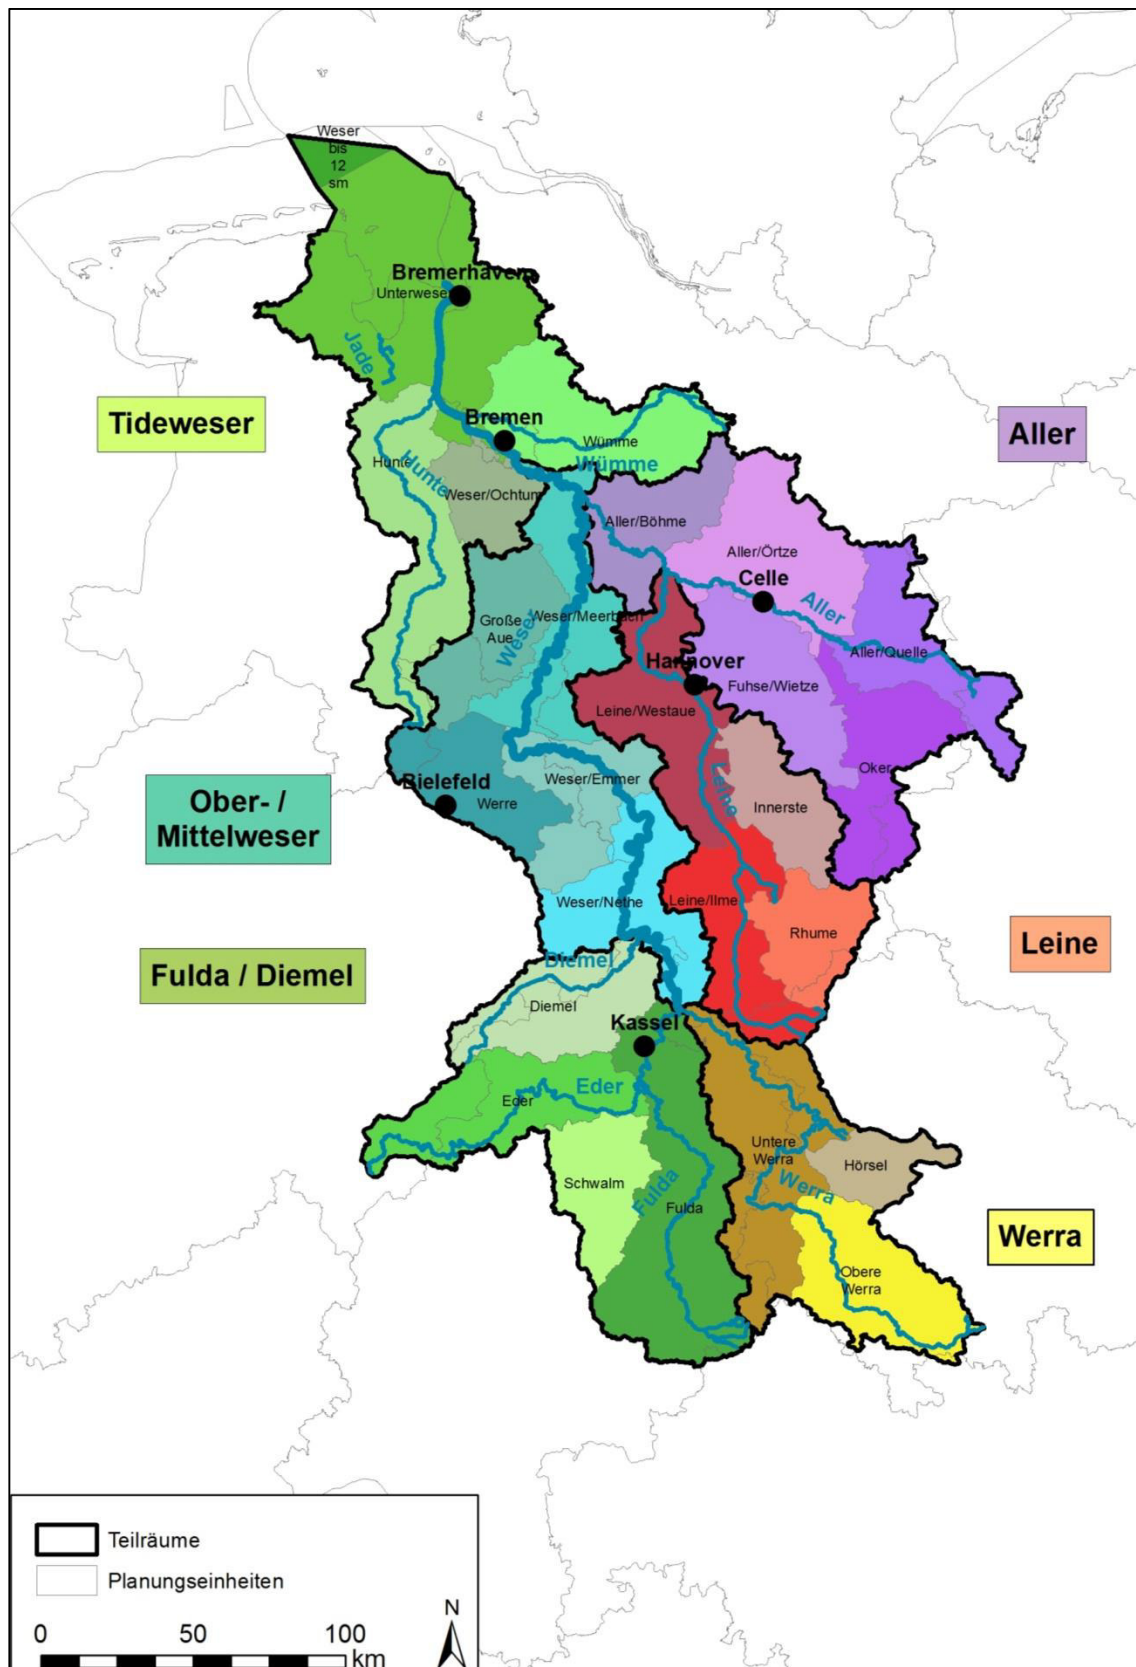 Weser
bis
12
sm
Bremerhaven
Unterweser
Jade
Tideweser
Bremen
Aller
Wümme
Wümme
Hunte
Hunte
Weser/Ochtum
Aller/Böhme
Aller/Örtze
Celle
Aller
Große
Aue
Weser/Meerbach
Weser
Aller/Quelle
Hannover
Fuhse/Wietze
Leine/Westaue
Oker
Weser/Emmer
Leine
Innerste
Bielefeld
Werre
Ober- /
Mittelweser
Weser/Nethe
Leine/Ilme
Rhume
Leine
Diemel
Fulda / Diemel
Diemel
Kassel
Eder
Eder
Untere
Werra
Hörsel
Schwalm
Fulda
Fulda
Werra
Werra
Obere
Werra
Teilräume
Planungseinheiten
N
0 50 100
km